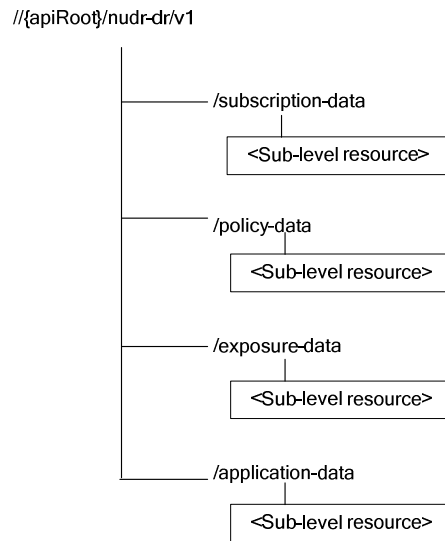 //{apiRoot}/nudr-dr/v1
/subscription-data
<Sub-level resource>
/policy-data
<Sub-level resource>
/exposure-data
<Sub-level resource>
/application-data
<Sub-level resource>